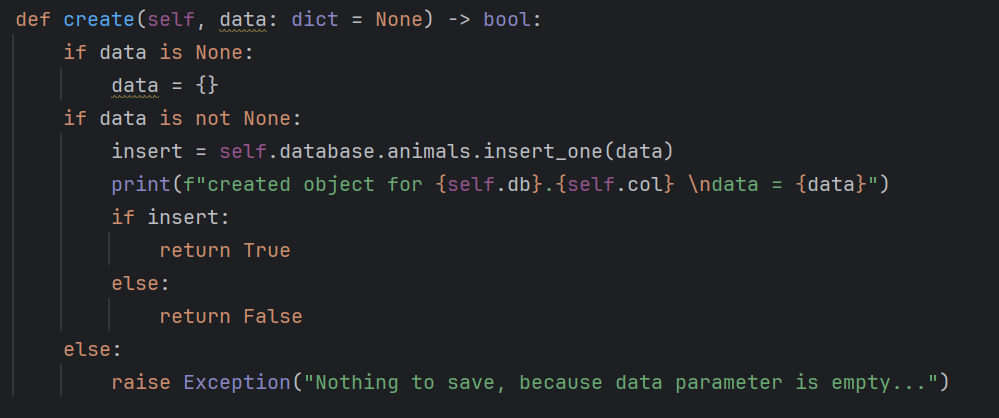 def create(self, data: dict = None) -> bool:
    if data is None:
        data = {}
    if data is not None:
        insert = self.database.animals.insert_one(data)
        print(f"created object for {self.db}.{self.col} \ndata = {data}")
        if insert:
            return True
        else:
            return False
    else:
        raise Exception("Nothing to save, because data parameter is empty...")